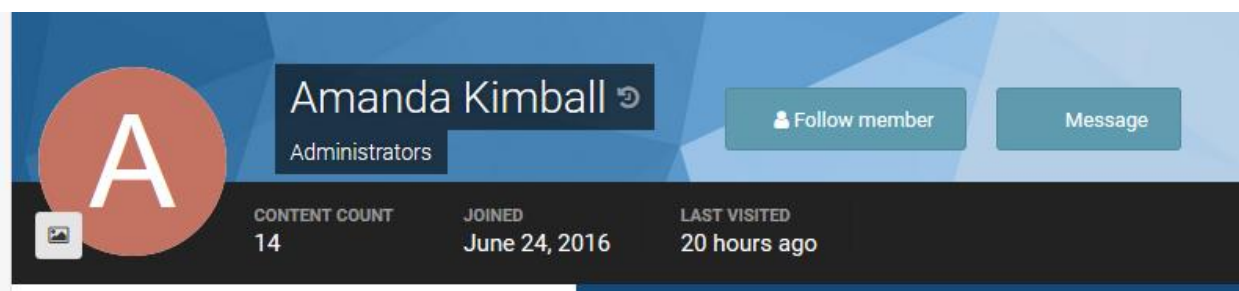 A
Amanda Kimball
Administrators
Follow member
Message
CONTENT COUNT
14
JOINED
June 24, 2016
LAST VISITED
20 hours ago